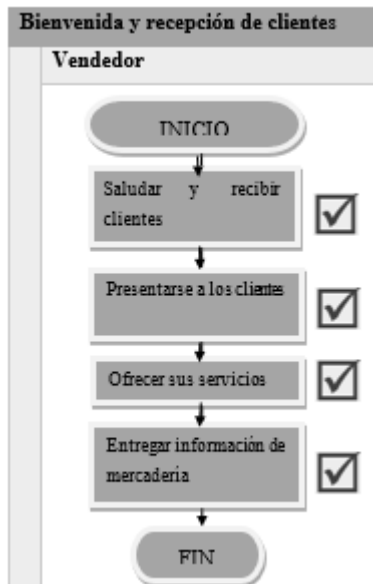 Bienvenida y recepción de clientes
Vendedor
INICIO
Saludar y recibir
clientes
Presentarse a los clientes
Ofrecer sus servicios
Entregar información de
mercadería
FIN